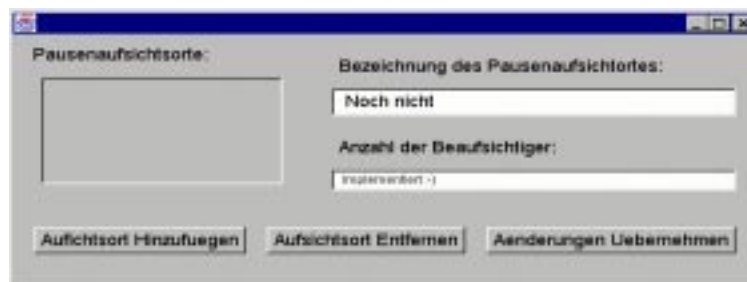 Pausenaufsichtsorte:
Bezeichnung des Pausenaufsichtortes:
Noch nicht
Anzahl der Beaufsichtiger:
Implementiert :-)
Aufichtsort Hinzufuegen
Aufsichtsort Entfernen
Aenderungen Uebernehmen